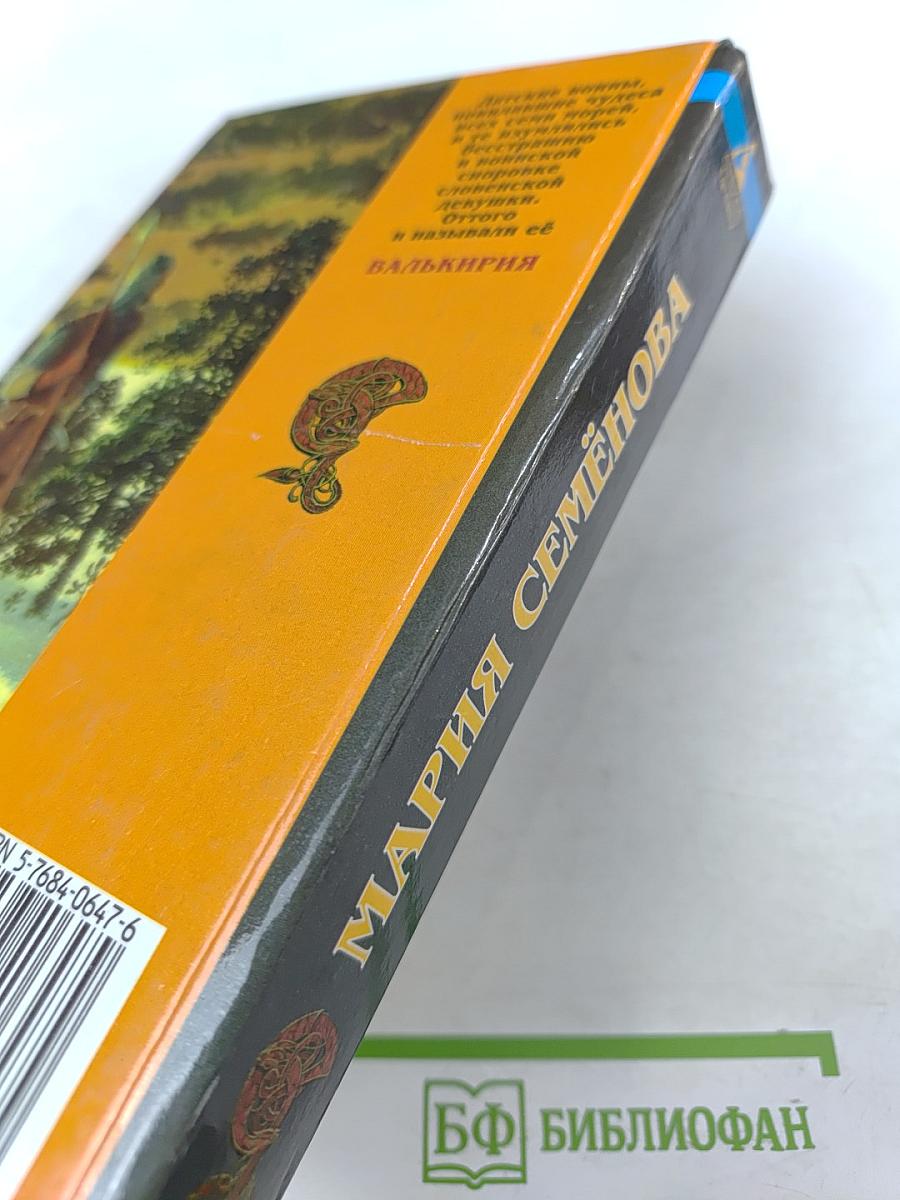 Датские воины,
повидавшие чудеса
всех семи морей,
и те изумлялись
бесстрашию
и воинской
сноровке
словенской
девушки.
Оттого
и называли её
ВАЛЬКИРИЯ
МАРИЯ СЕМЁНОВА
5-7684-0647-6
БФ БИБЛИОФАН